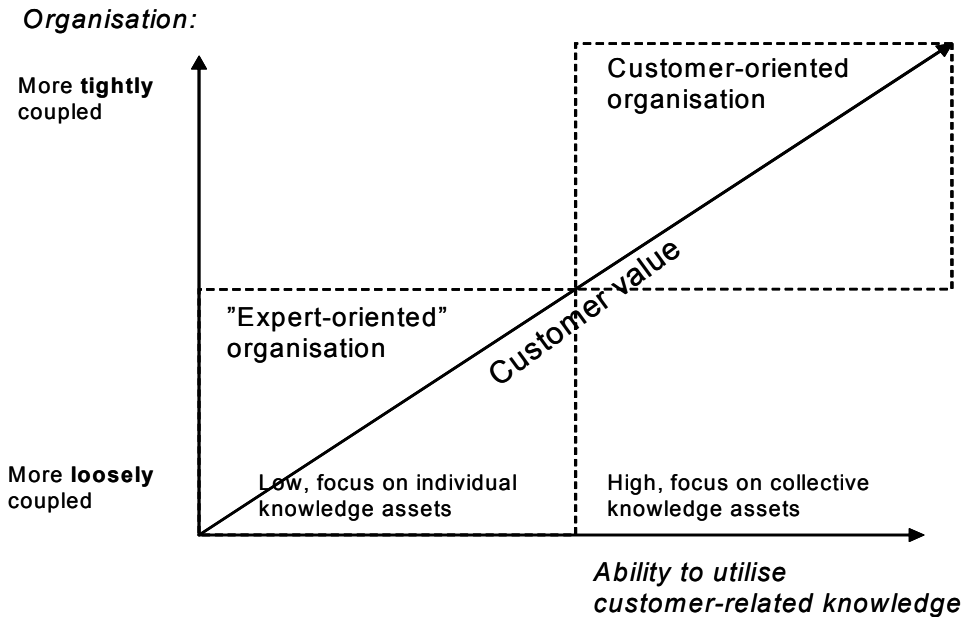 Organisation:
More tightly
coupled
Customer-oriented
organisation
Customer value
”Expert-oriented”
organisation
More loosely
coupled
Low, focus on individual
knowledge assets
High, focus on collective
knowledge assets
Ability to utilise
customer-related knowledge